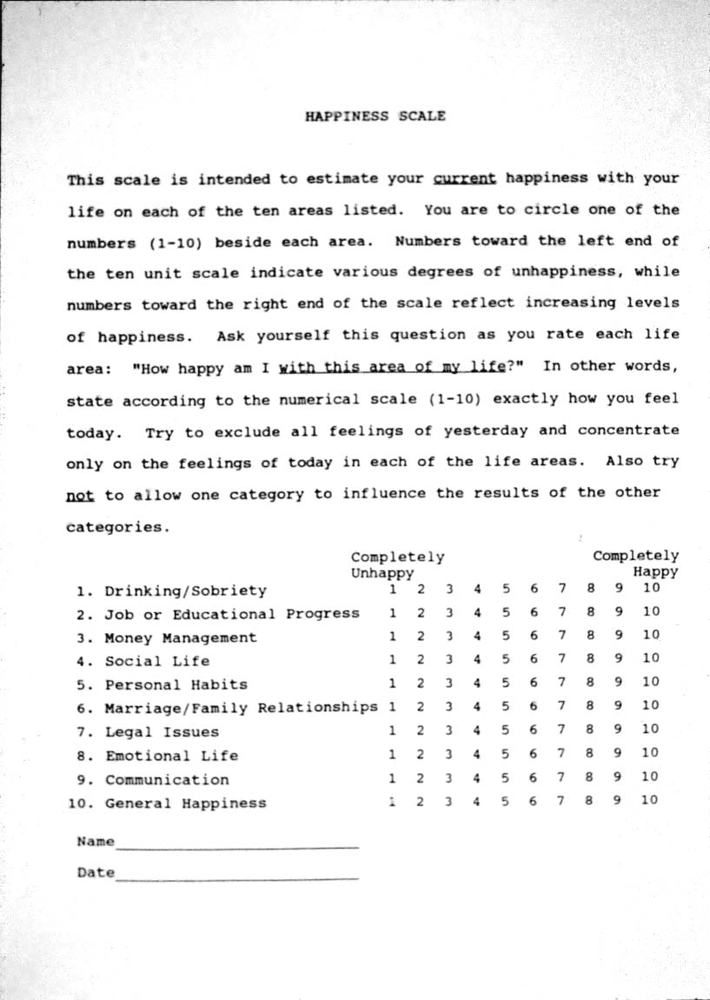 HAPPINESS SCALE
This scale is intended to estimate your current happiness with your
life on each of the ten areas listed. You are to circle one of the
numbers (1-10) beside each area. Numbers toward the left end of
the ten unit scale indicate various degrees of unhappiness, while
numbers toward the right end of the scale reflect increasing levels
of happiness. Ask yourself this question as you rate each life
area: "How happy am I with this area of my life?" In other words,
state according to the numerical scale (1-10) exactly how you feel
today. Try to exclude all feelings of yesterday and concentrate
only on the feelings of today in each of the life areas. Also try
not to allow one category to influence the results of the other
categories.
Completely Completely
Unhappy Happy
1. Drinking/Sobriety 1 2 3 4 5 6 7 8 9 10
2. Job or Educational Progress 1 2 3 4 5 6 7 8 9 10
3. Money Management 1 2 3 4 5 6 7 8 9 10
4. Social Life 1 2 3 4 5 6 7 8 9 10
5. Personal Habits 1 2 3 4 5 6 7 8 9 10
6. Marriage/Family Relationships 1 2 3 4 5 6 7 8 9 10
7. Legal Issues 1 2 3 4 5 6 7 8 9 10
8. Emotional Life 1 2 3 4 5 6 7 8 9 10
9. Communication 1 2 3 4 5 6 7 8 9 10
10. General Happiness 1 2 3 4 5 6 7 8 9 10
Name
Date